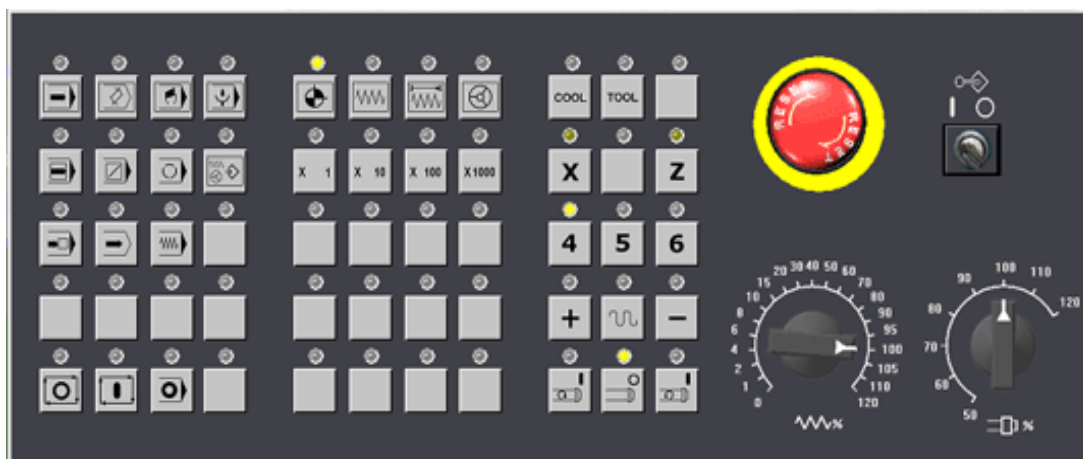 COOL TOOL
RESET RESET
X 1 X 10 X 100 X1000
X Z
4 5 6
+ -
0 1 2 4 6 8 10 15 20 30 40 50 60 70 80 90 95 100 105 110 120
%
50 60 70 80 90 100 110 120
%